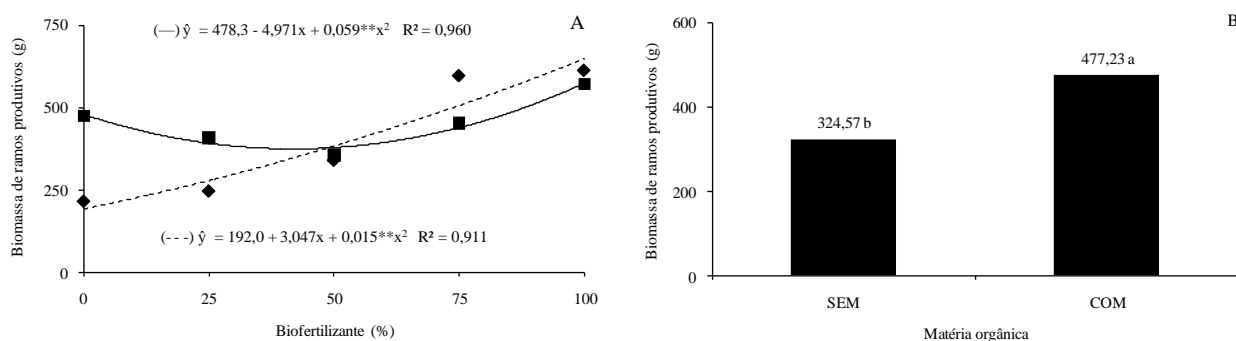 A
(—) ŷ = 478,3 - 4,971x + 0,059**x² R² = 0,960
Biomassa de ramos produtivos (g)
750
500
250
0
(- - -) ŷ = 192,0 + 3,047x + 0,015**x² R² = 0,911
0 25 50 75 100
Biofertilizante (%)
B
Biomassa de ramos produtivos (g)
600
400
200
0
324,57 b
477,23 a
SEM COM
Matéria orgânica